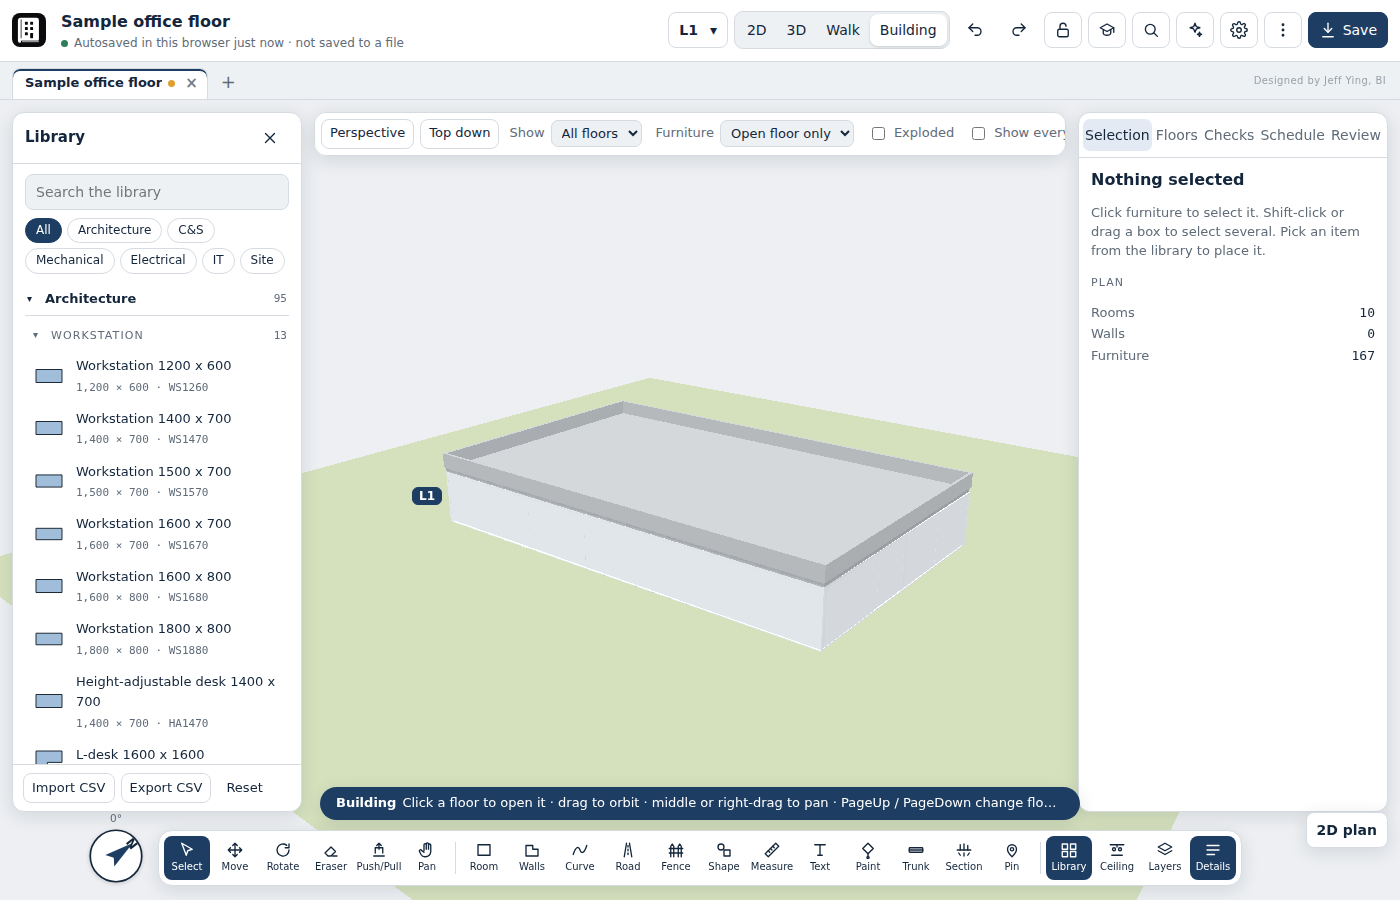 Sample office floor
Autosaved in this browser just now · not saved to a file
L1 ▾
2D 3D Walk Building
Save
Sample office floor ×
+
Designed by Jeff Ying, BI
Library
Search the library
All Architecture C&S
Mechanical Electrical IT Site
Architecture 95
WORKSTATION 13
Workstation 1200 x 600
1,200 × 600 · WS1260
Workstation 1400 x 700
1,400 × 700 · WS1470
Workstation 1500 x 700
1,500 × 700 · WS1570
Workstation 1600 x 700
1,600 × 700 · WS1670
Workstation 1600 x 800
1,600 × 800 · WS1680
Workstation 1800 x 800
1,800 × 800 · WS1880
Height-adjustable desk 1400 x
700
1,400 × 700 · HA1470
L-desk 1600 x 1600
Import CSV Export CSV Reset
Perspective Top down Show All floors Furniture Open floor only Exploded Show every
L1
Building Click a floor to open it · drag to orbit · middle or right-drag to pan · PageUp / PageDown change flo…
Selection Floors Checks Schedule Review
Nothing selected
Click furniture to select it. Shift-click or
drag a box to select several. Pick an item
from the library to place it.
PLAN
Rooms 10
Walls 0
Furniture 167
2D plan
0°
N
Select Move Rotate Eraser Push/Pull Pan Room Walls Curve Road Fence Shape Measure Text Paint Trunk Section Pin Library Ceiling Layers Details